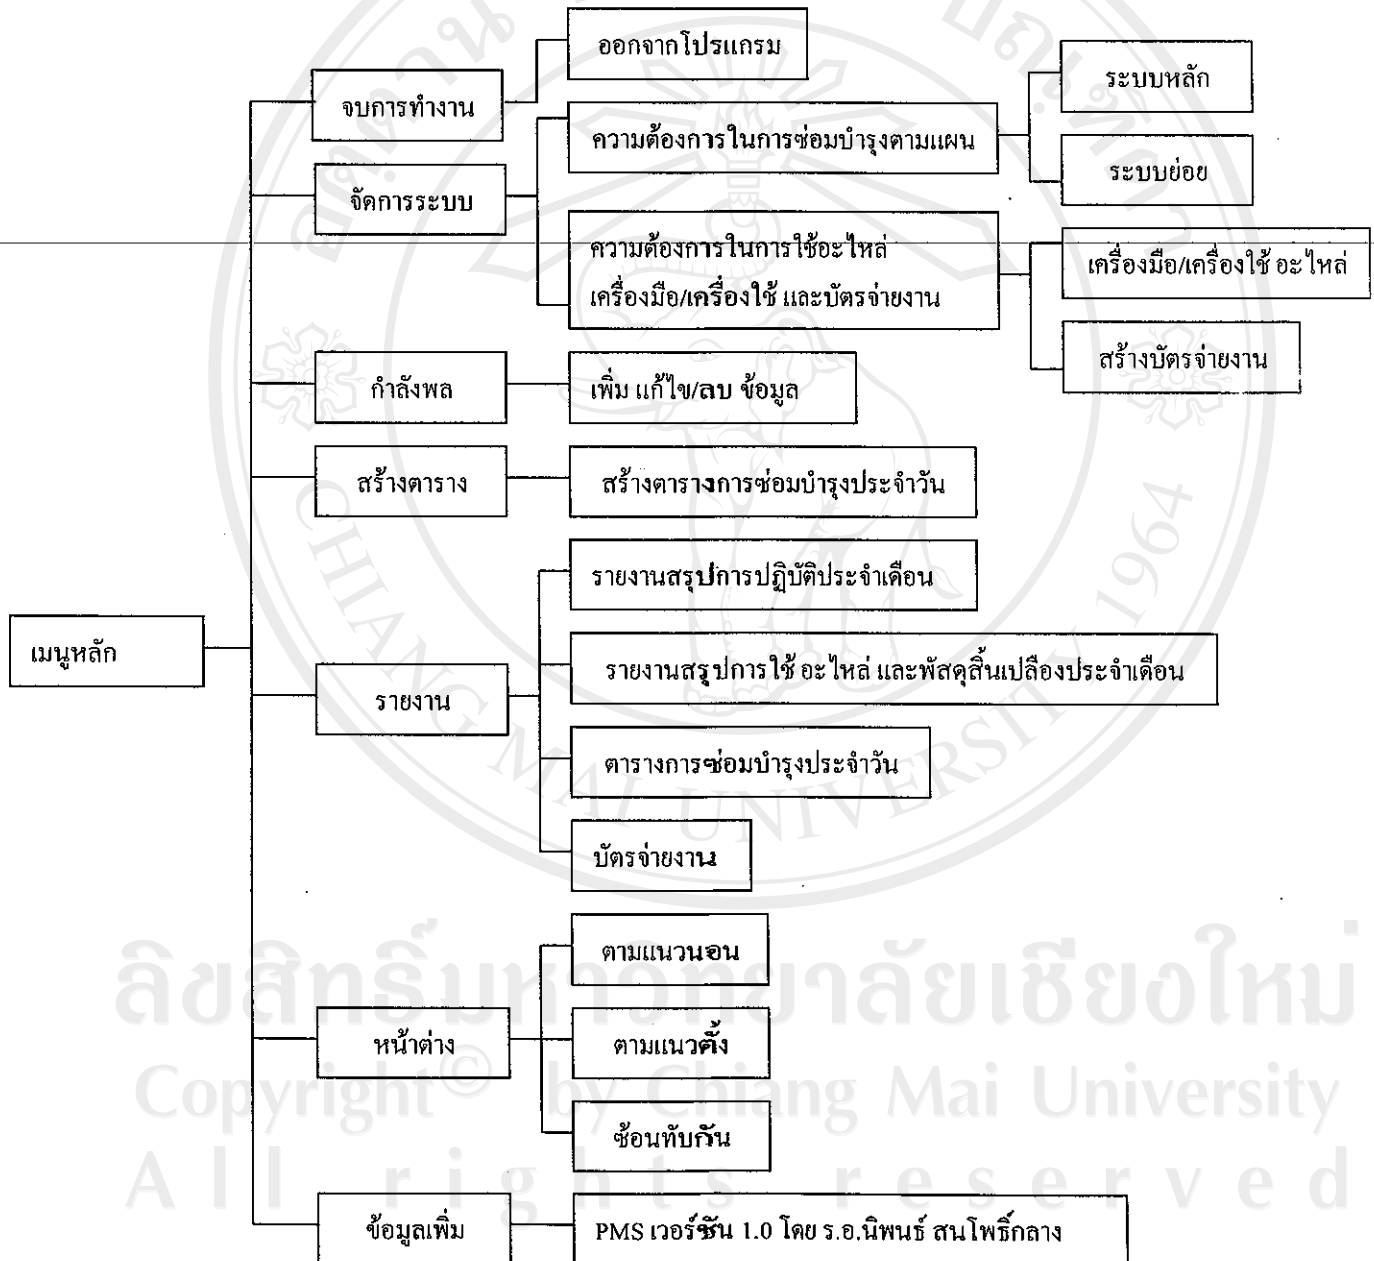 ออกจากโปรแกรม
ระบบหลัก
จบการทำงาน
ความต้องการในการซ่อมบำรุงตามแผน
ระบบย่อย
จัดการระบบ
ความต้องการในการใช้อะไหล่
เครื่องมือ/เครื่องใช้ และบัตรจ่ายงาน
เครื่องมือ/เครื่องใช้ อะไหล่
สร้างบัตรจ่ายงาน
กำลังพล
เพิ่ม แก้ไข/ลบ ข้อมูล
สร้างตาราง
สร้างตารางการซ่อมบำรุงประจำวัน
รายงานสรุปการปฏิบัติประจำเดือน
เมนูหลัก
รายงานสรุปการใช้ อะไหล่ และพัสดุสิ้นเปลืองประจำเดือน
รายงาน
ตารางการซ่อมบำรุงประจำวัน
บัตรจ่ายงาน
ตามแนวนอน
หน้าต่าง
ตามแนวตั้ง
ซ้อนทับกัน
ข้อมูลเพิ่ม
PMS เวอร์ชัน 1.0 โดย ร.อ.นิพนธ์ สนโพธิ์กลาง
CHIANG MAI UNIVERSITY 1964
ลิขสิทธิ์มหาวิทยาลัยเชียงใหม่
Copyright© by Chiang Mai University
All rights reserved